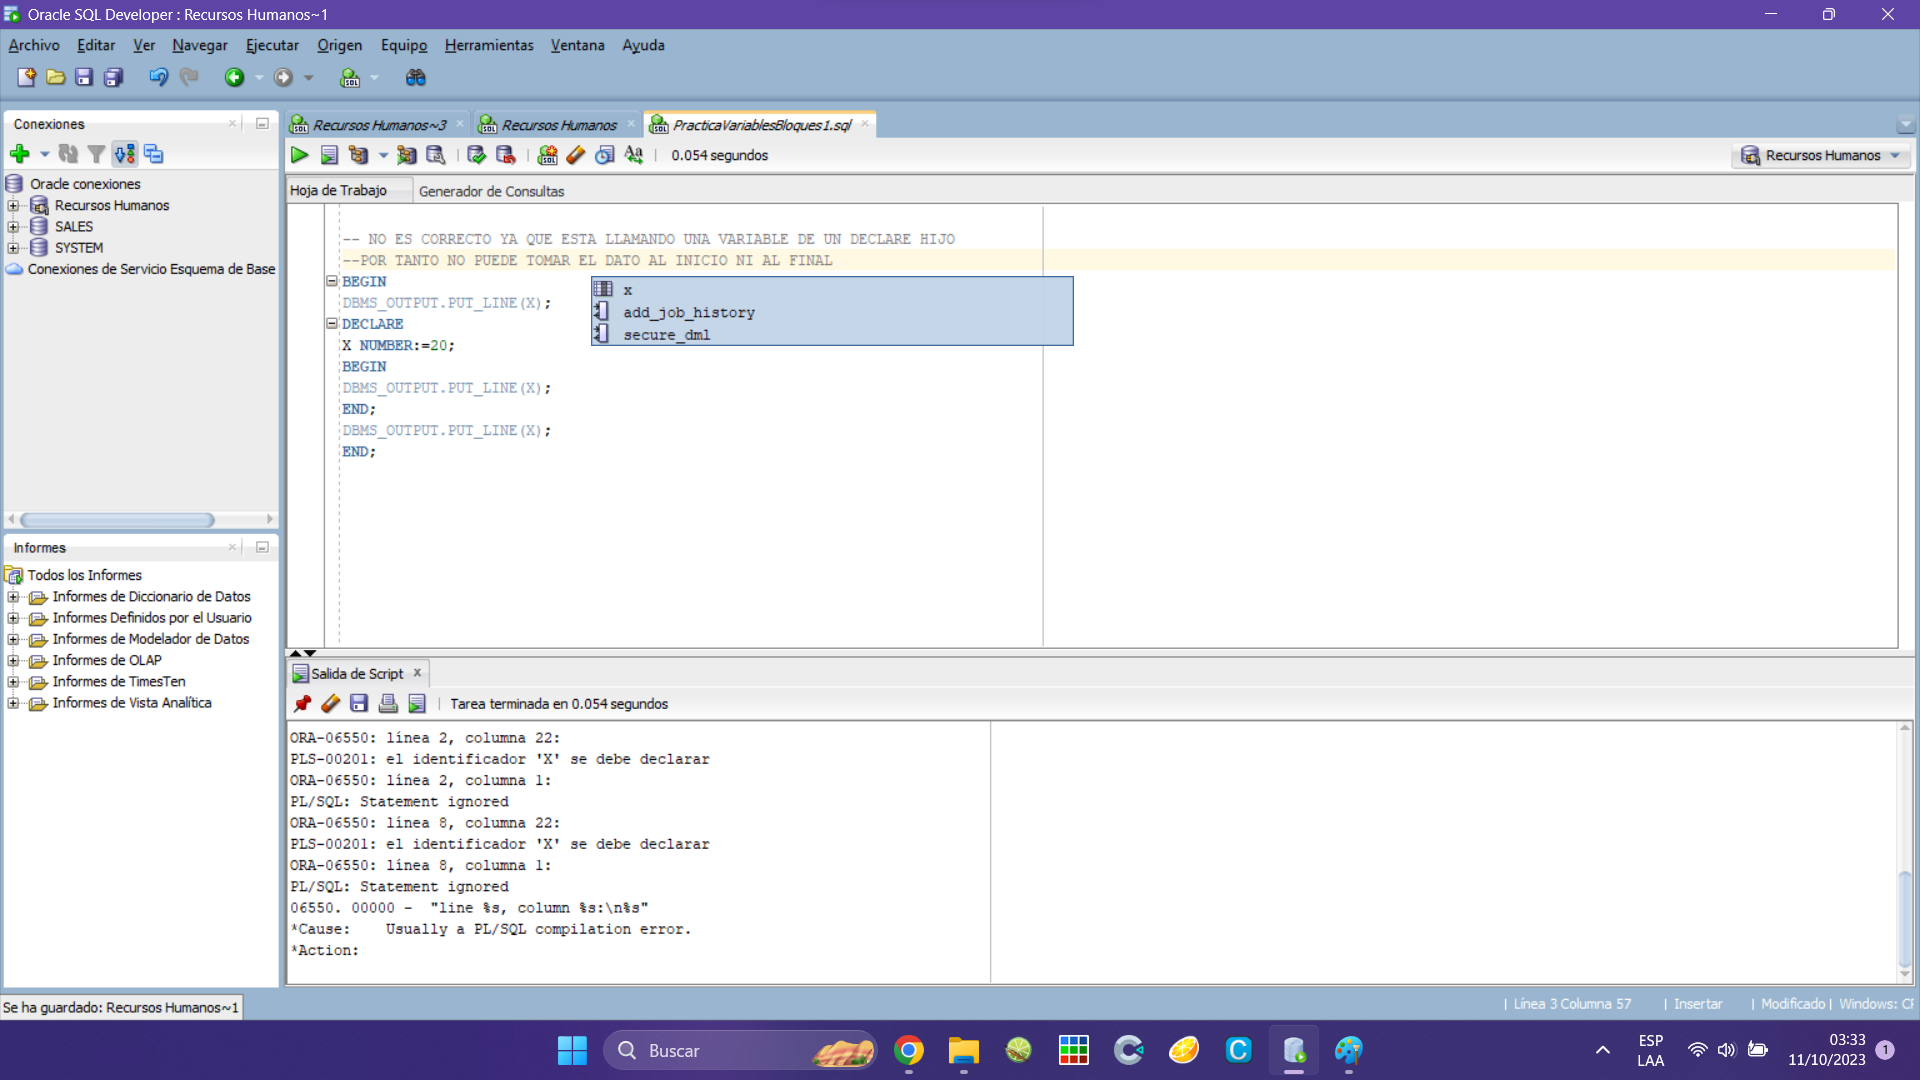 Oracle SQL Developer : Recursos Humanos~1
Archivo Editar Ver Navegar Ejecutar Origen Equipo Herramientas Ventana Ayuda
Conexiones
Oracle conexiones
Recursos Humanos
SALES
SYSTEM
Conexiones de Servicio Esquema de Base
Informes
Todos los Informes
Informes de Diccionario de Datos
Informes Definidos por el Usuario
Informes de Modelador de Datos
Informes de OLAP
Informes de TimesTen
Informes de Vista Analítica
Recursos Humanos~3 Recursos Humanos PracticaVariablesBloques1.sql
0.054 segundos
Recursos Humanos
Hoja de Trabajo Generador de Consultas
-- NO ES CORRECTO YA QUE ESTA LLAMANDO UNA VARIABLE DE UN DECLARE HIJO
--POR TANTO NO PUEDE TOMAR EL DATO AL INICIO NI AL FINAL
BEGIN
DBMS_OUTPUT.PUT_LINE(X);
DECLARE
X NUMBER:=20;
BEGIN
DBMS_OUTPUT.PUT_LINE(X);
END;
DBMS_OUTPUT.PUT_LINE(X);
END;
x
add_job_history
secure_dml
Salida de Script
Tarea terminada en 0.054 segundos
ORA-06550: línea 2, columna 22:
PLS-00201: el identificador 'X' se debe declarar
ORA-06550: línea 2, columna 1:
PL/SQL: Statement ignored
ORA-06550: línea 8, columna 22:
PLS-00201: el identificador 'X' se debe declarar
ORA-06550: línea 8, columna 1:
PL/SQL: Statement ignored
06550. 00000 -  "line %s, column %s:\n%s"
*Cause:    Usually a PL/SQL compilation error.
*Action:
Se ha guardado: Recursos Humanos~1
| Línea 3 Columna 57 | Insertar | Modificado | Windows: CF
Buscar
ESP
LAA
03:33
11/10/2023
1